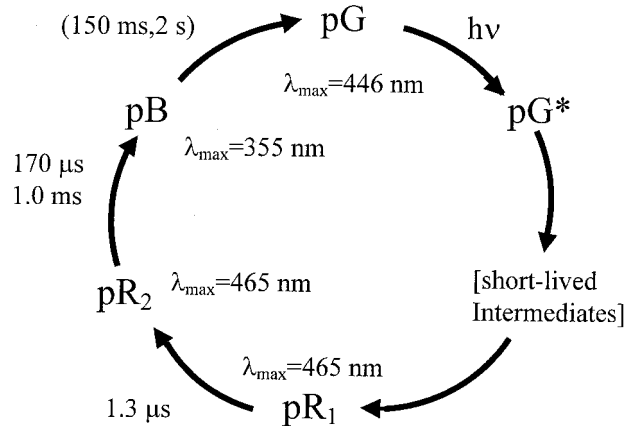 (150 ms,2 s)
pG
hν
λmax=446 nm
pG*
pB
λmax=355 nm
170 μs
1.0 ms
pR2
λmax=465 nm
[short-lived
Intermediates]
λmax=465 nm
1.3 μs
pR1